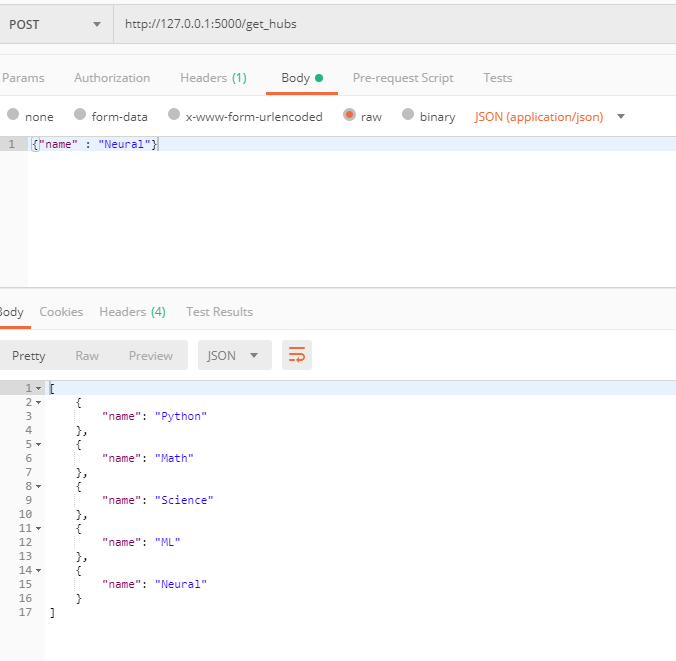 POST http://127.0.0.1:5000/get_hubs
Params Authorization Headers (1) Body Pre-request Script Tests
none form-data x-www-form-urlencoded raw binary JSON (application/json)
1 {"name" : "Neural"}
Body Cookies Headers (4) Test Results
Pretty Raw Preview JSON
1 [
2 {
3 "name": "Python"
4 },
5 {
6 "name": "Math"
7 },
8 {
9 "name": "Science"
10 },
11 {
12 "name": "ML"
13 },
14 {
15 "name": "Neural"
16 }
17 ]